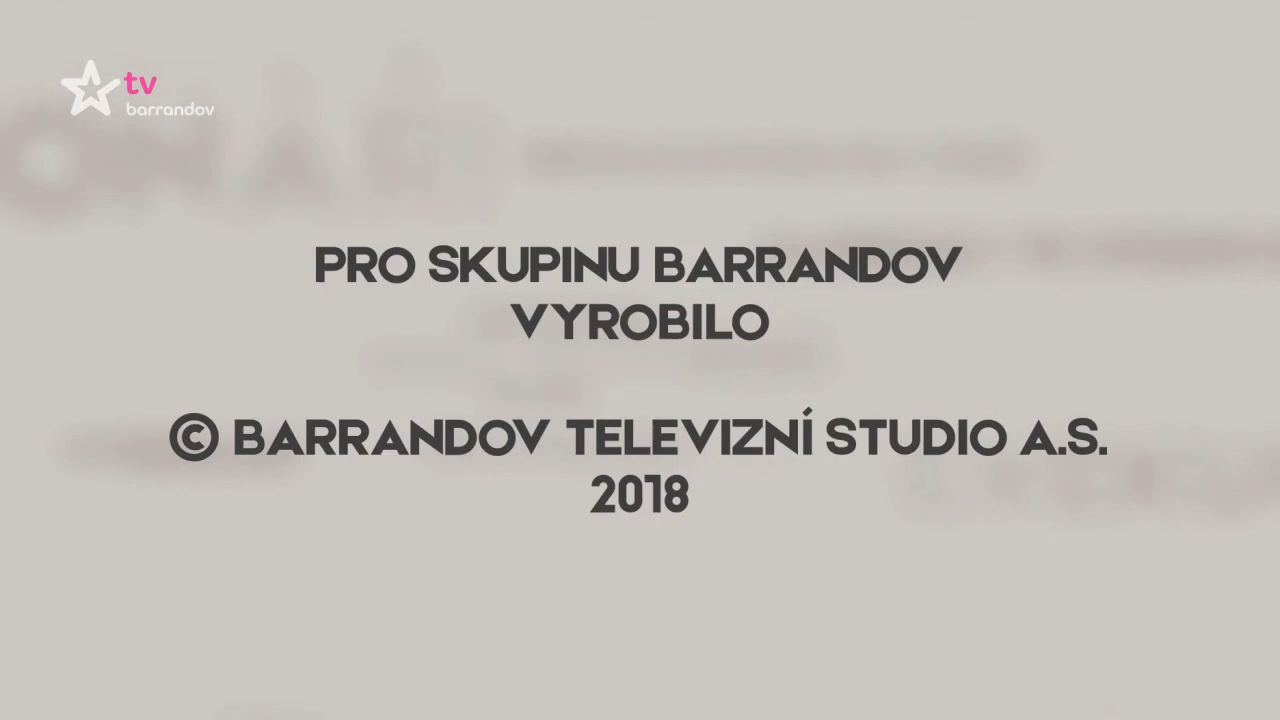 tv
barrandov
PRO SKUPINU BARRANDOV
VYROBILO
© BARRANDOV TELEVIZNÍ STUDIO A.S.
2018